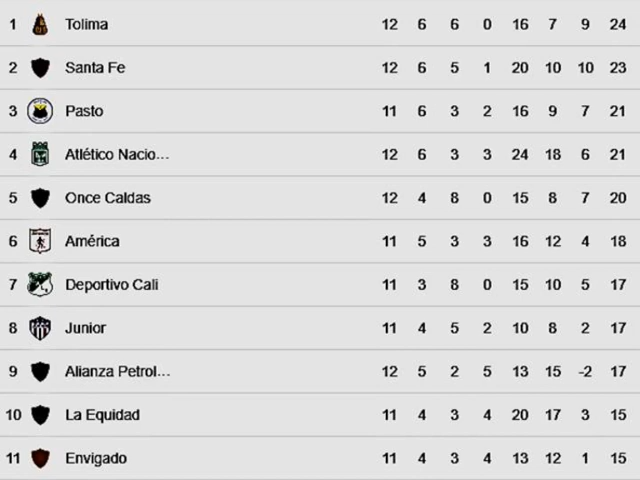 1 Tolima 12 6 6 0 16 7 9 24
2 Santa Fe 12 6 5 1 20 10 10 23
3 Pasto 11 6 3 2 16 9 7 21
4 Atlético Nacio... 12 6 3 3 24 18 6 21
5 Once Caldas 12 4 8 0 15 8 7 20
6 América 11 5 3 3 16 12 4 18
7 Deportivo Cali 11 3 8 0 15 10 5 17
8 Junior 11 4 5 2 10 8 2 17
9 Alianza Petrol... 12 5 2 5 13 15 -2 17
10 La Equidad 11 4 3 4 20 17 3 15
11 Envigado 11 4 3 4 13 12 1 15